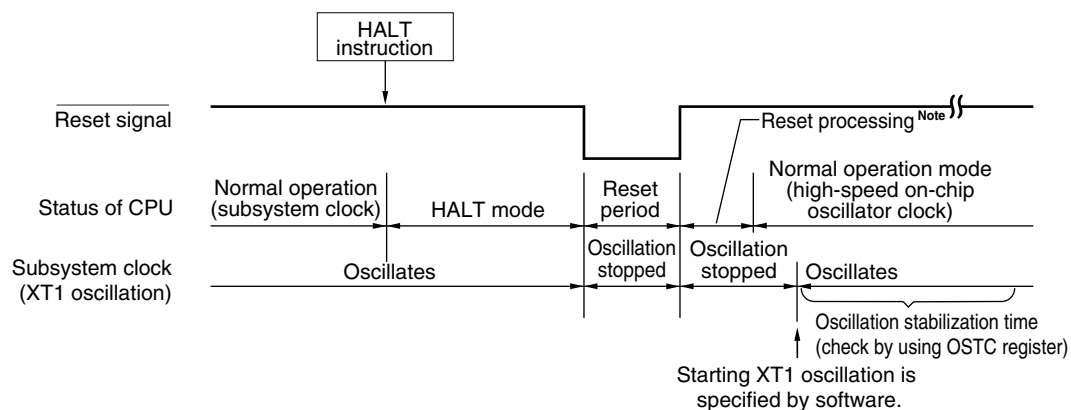 HALT
instruction
Reset signal
Reset processing Note
Status of CPU
Normal operation
(subsystem clock)
HALT mode
Reset
period
Normal operation mode
(high-speed on-chip
oscillator clock)
Subsystem clock
(XT1 oscillation)
Oscillates
Oscillation
stopped
Oscillation
stopped
Oscillates
Oscillation stabilization time
(check by using OSTC register)
Starting XT1 oscillation is
specified by software.